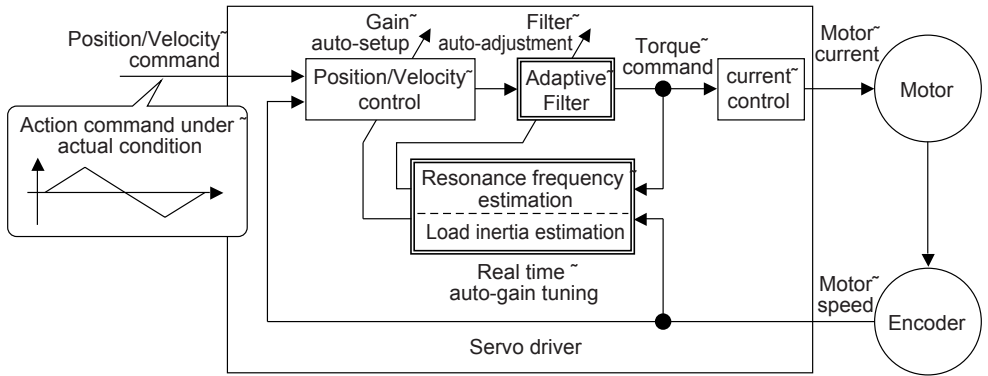 Gain˜
auto-setup
Filter˜
auto-adjustment
Position/Velocity˜
command
Torque˜
command
Motor˜
current
Position/Velocity˜
control
Adaptive˜
Filter
current˜
control
Motor
Action command under ˜
actual condition
Resonance frequency ˜
estimation
Load inertia estimation
Real time ˜
auto-gain tuning
Motor˜
speed
Encoder
Servo driver